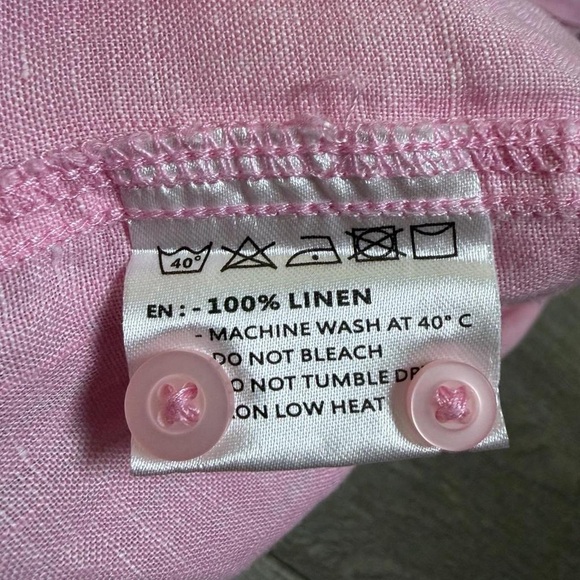 40°
EN : - 100% LINEN
- MACHINE WASH AT 40° C
DO NOT BLEACH
NOT TUMBLE
LOW HEAT